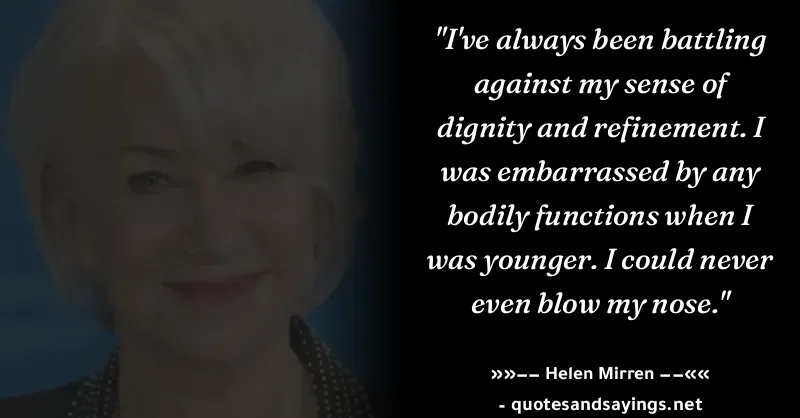 "I've always been battling
against my sense of
dignity and refinement. I
was embarrassed by any
bodily functions when I
was younger. I could never
even blow my nose."
»»−− Helen Mirren −−««
- quotesandsayings.net